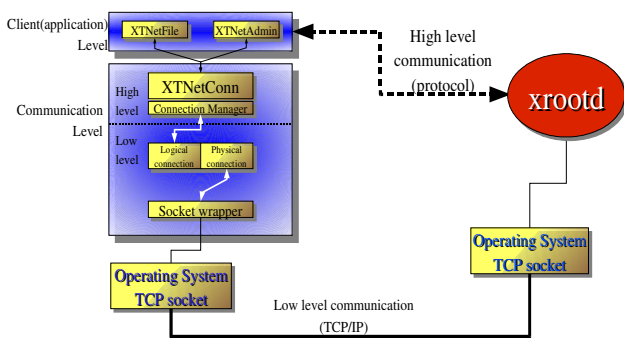 Client(application)
Level
XTNetFile
XTNetAdmin
High level
communication
(protocol)
xrootd
Communication
Level
High
level
XTNetConn
Connection Manager
Low
level
Logical
connection
Physical
connection
Socket wrapper
Operating System
TCP socket
Operating System
TCP socket
Low level communication
(TCP/IP)